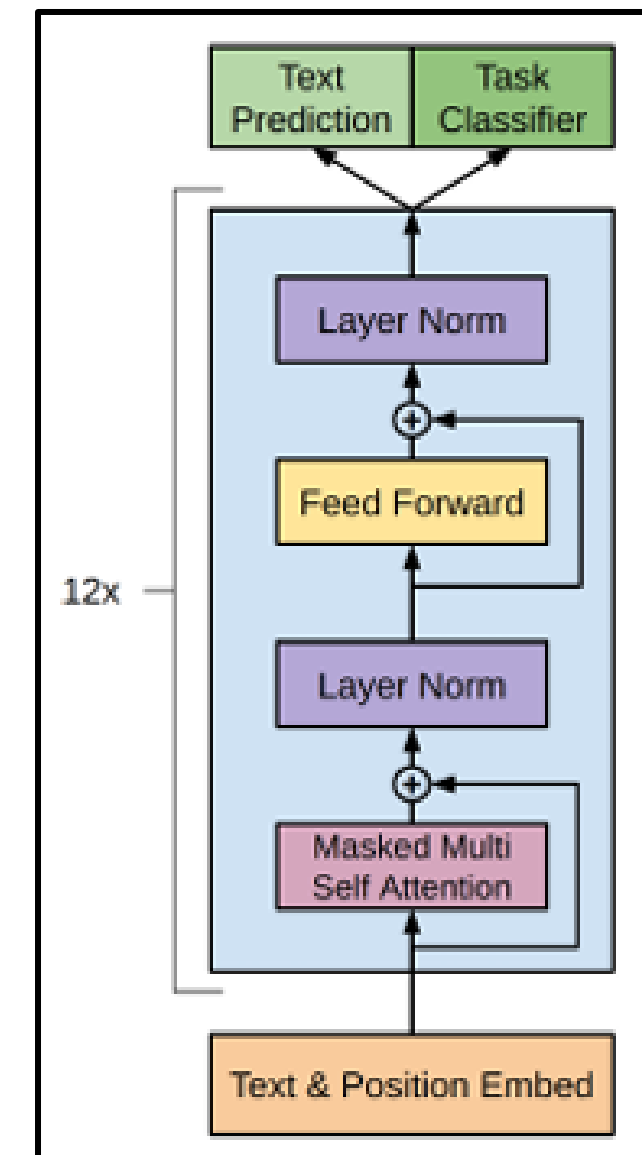 Text
Prediction
Task
Classifier
Layer Norm
+
Feed Forward
12x
Layer Norm
+
Masked Multi
Self Attention
Text & Position Embed